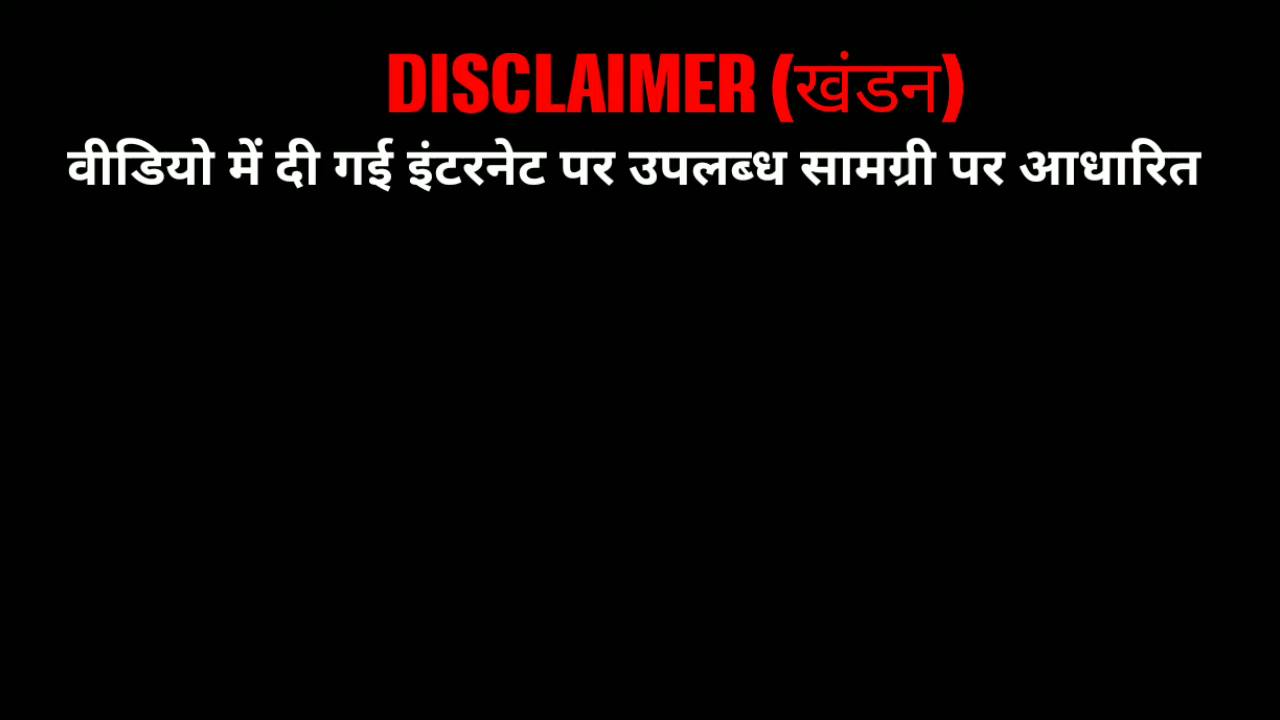 DISCLAIMER (खंडन)
वीडियो में दी गई इंटरनेट पर उपलब्ध सामग्री पर आधारित